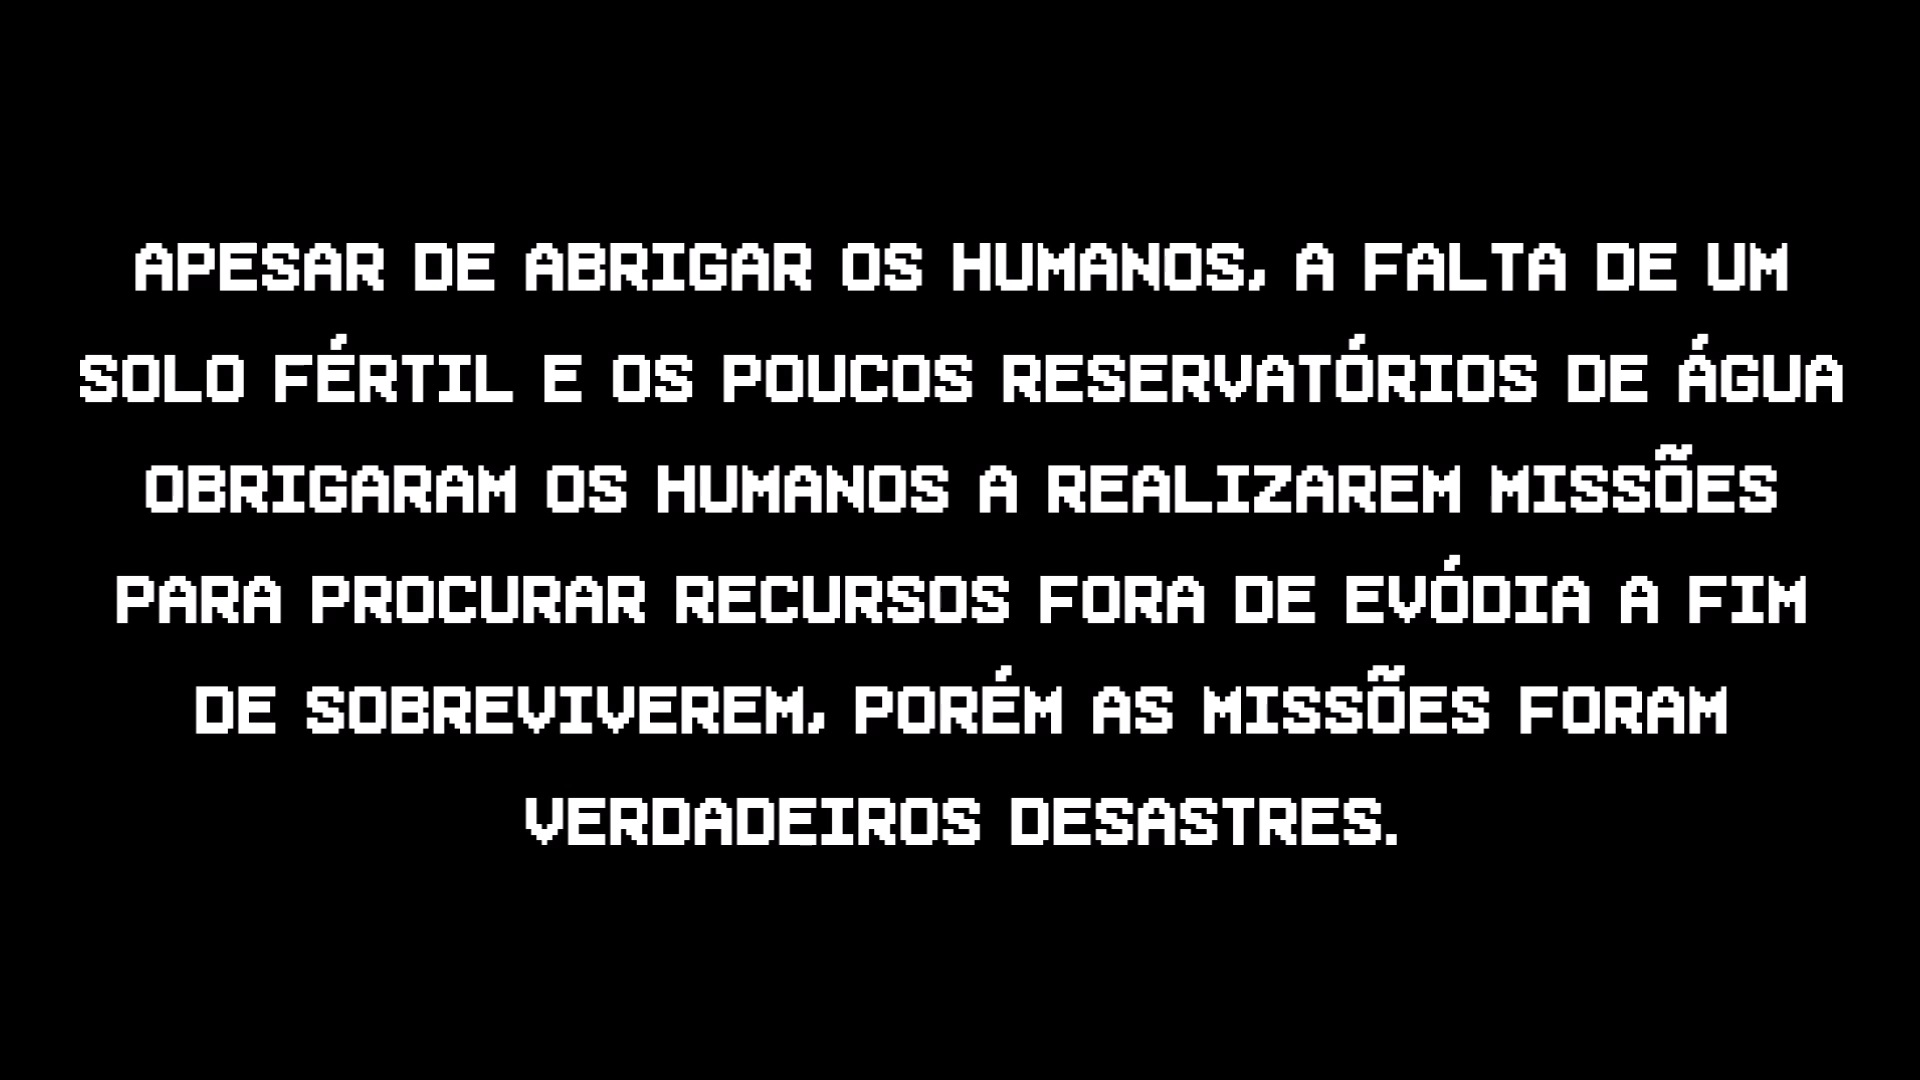 APESAR DE ABRIGAR OS HUMANOS, A FALTA DE UM
SOLO FÉRTIL E OS POUCOS RESERVATÓRIOS DE ÁGUA
OBRIGARAM OS HUMANOS A REALIZAREM MISSÕES
PARA PROCURAR RECURSOS FORA DE EVÓDIA A FIM
DE SOBREVIVEREM, PORÉM AS MISSÕES FORAM
VERDADEIROS DESASTRES.